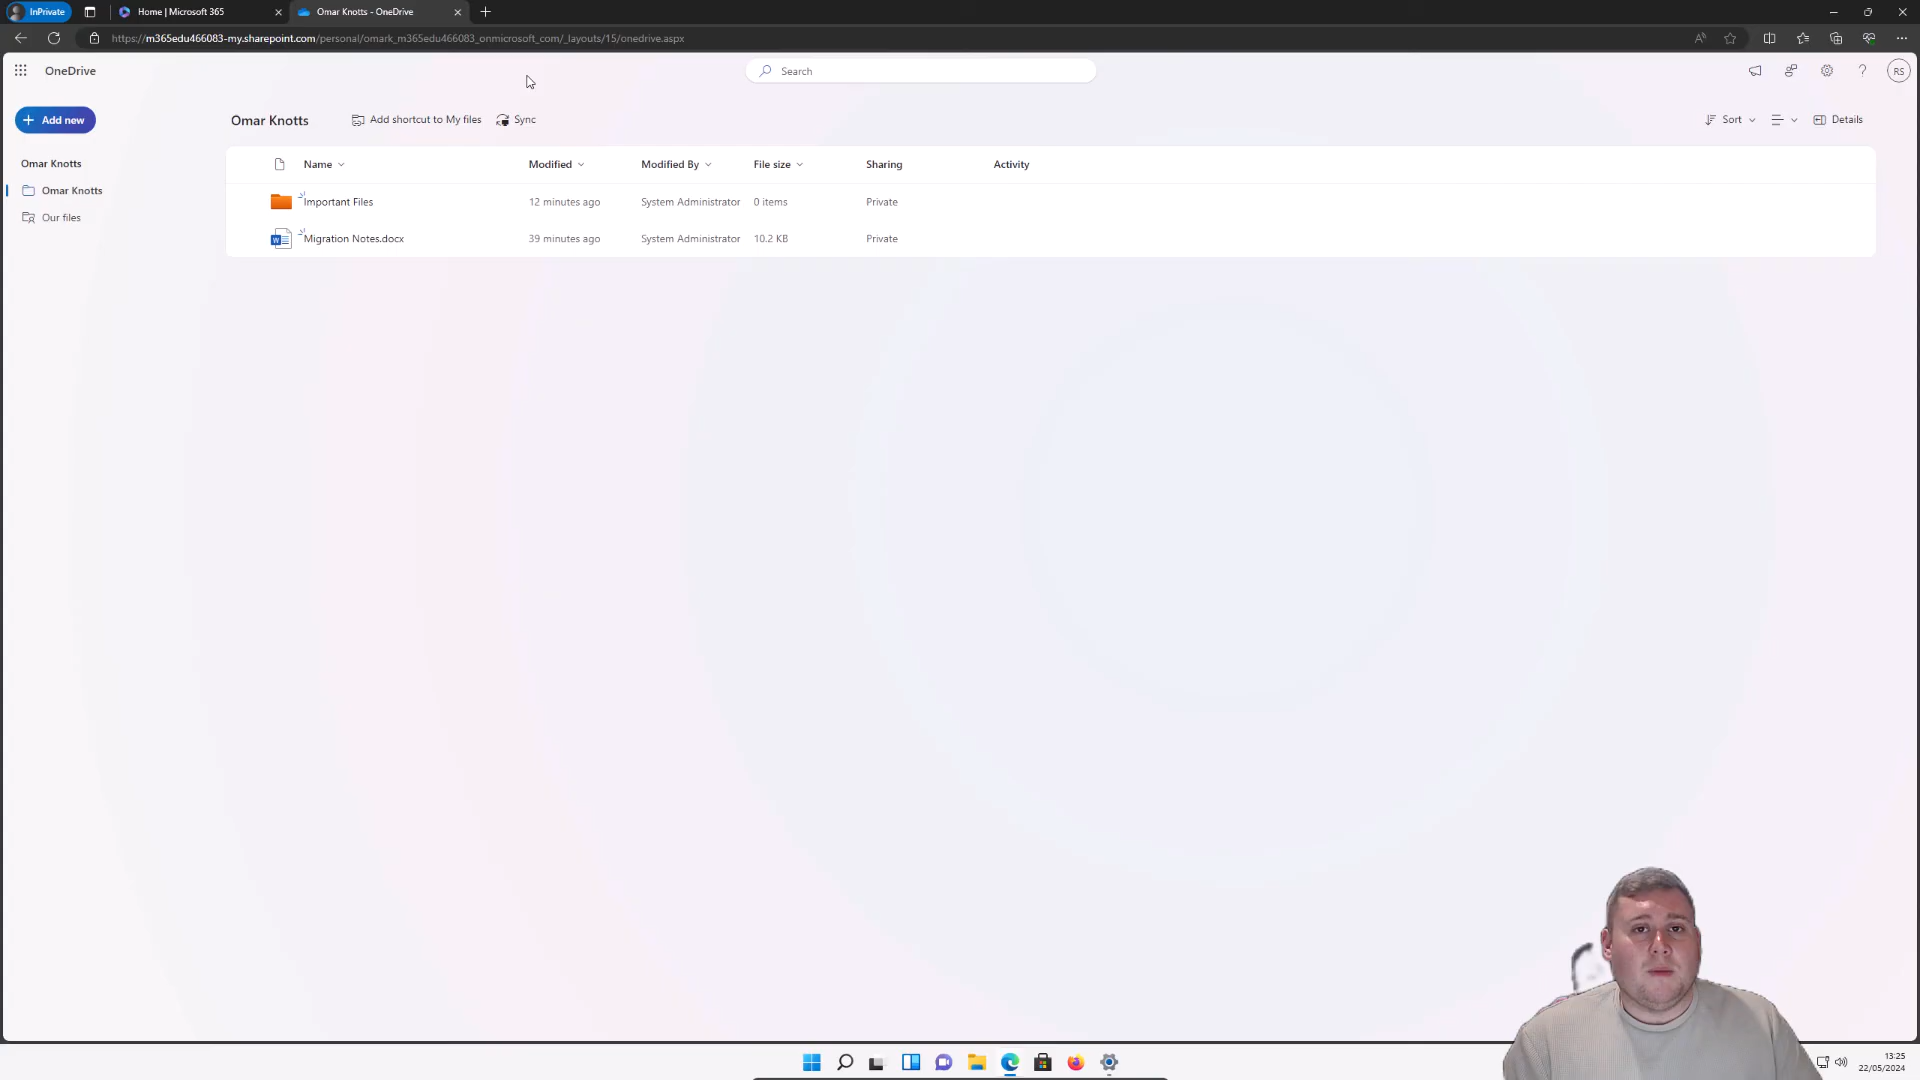 InPrivate
Home | Microsoft 365
Omar Knotts - OneDrive
https://m365edu466083-my.sharepoint.com/personal/omark_m365edu466083_onmicrosoft_com/_layouts/15/onedrive.aspx
OneDrive
Search
RS
Add new
Omar Knotts
Add shortcut to My files
Sync
Sort
Details
Omar Knotts
Omar Knotts
Our files
Name Modified Modified By File size Sharing Activity
Important Files 12 minutes ago System Administrator 0 items Private
Migration Notes.docx 39 minutes ago System Administrator 10.2 KB Private
13:25
22/05/2024